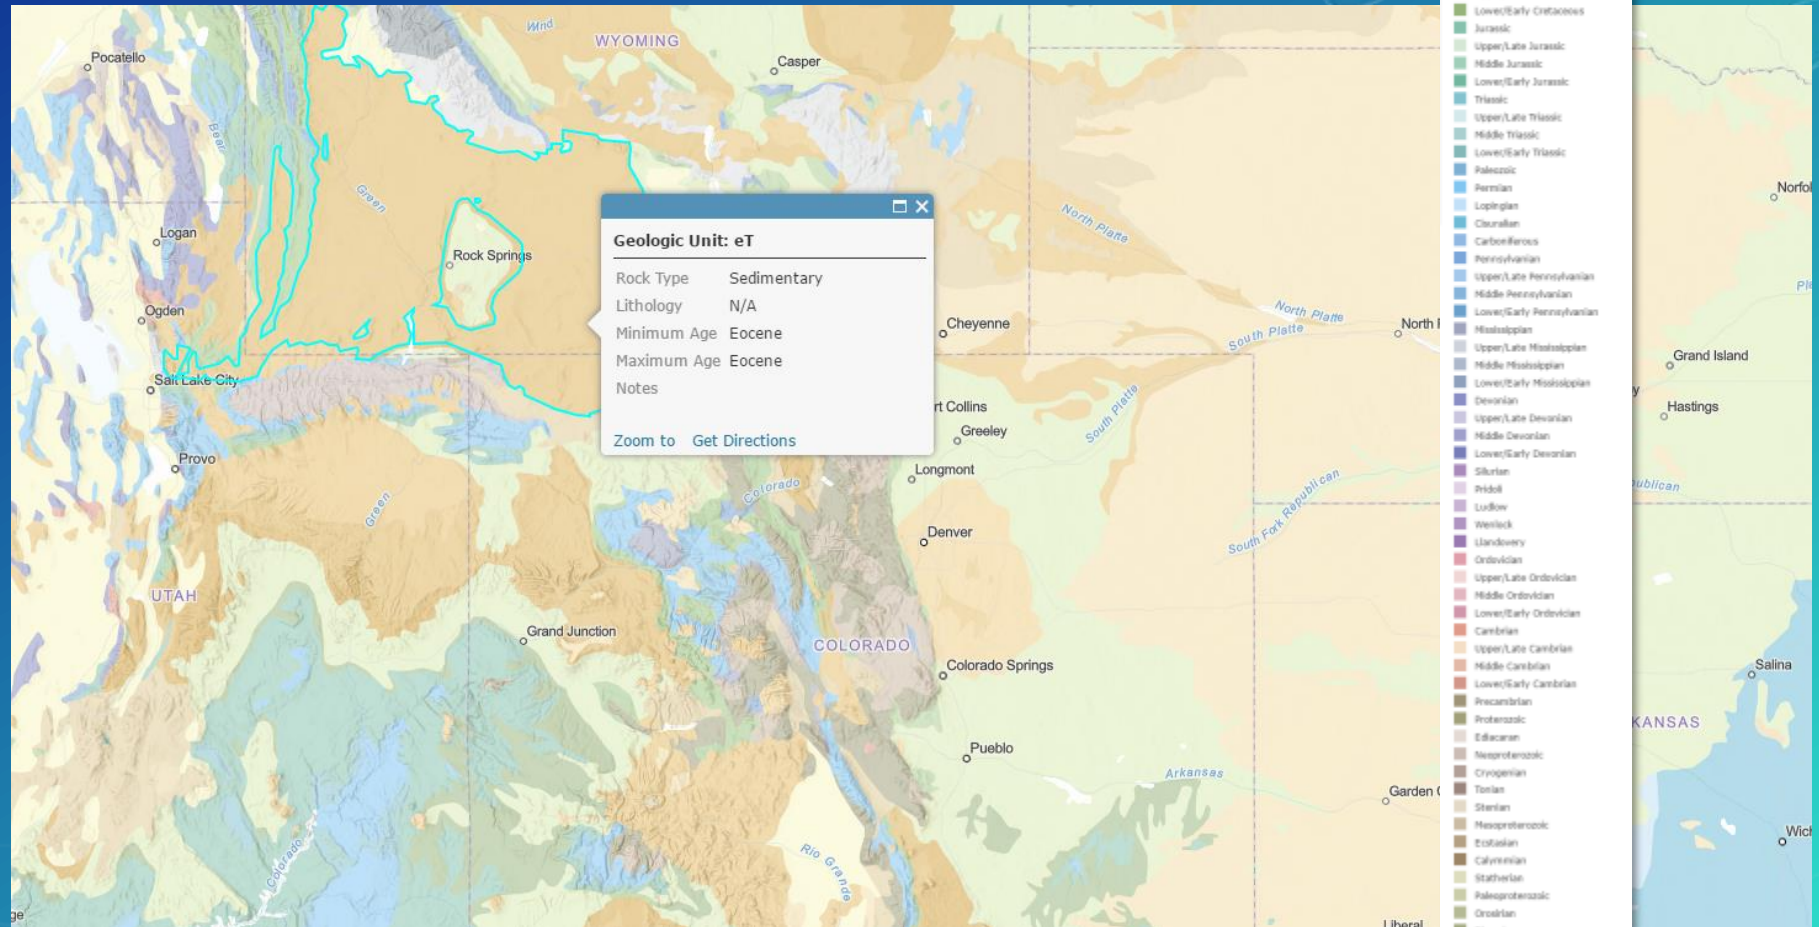 Pocatello
Wind
WYOMING
Casper
Bear
Green
Logan
Rock Springs
North Platte
Norfol
Ogden
Salt Lake City
Geologic Unit: eT
Rock Type Sedimentary
Lithology N/A
Minimum Age Eocene
Maximum Age Eocene
Notes
Zoom to Get Directions
Cheyenne
North Platte
South Platte
North
Grand Island
Hastings
rt Collins
Greeley
South Platte
Longmont
Provo
Green
Colorado
Denver
South Fork Republican
ublican
UTAH
Grand Junction
COLORADO
Colorado Springs
Salina
KANSAS
Pueblo
Arkansas
Garden
Colorado
Rio Grande
Wich
Liberal
ge
Lower/Early Cretaceous
Jurassic
Upper/Late Jurassic
Middle Jurassic
Lower/Early Jurassic
Triassic
Upper/Late Triassic
Middle Triassic
Lower/Early Triassic
Paleozoic
Permian
Lopingian
Cisuralian
Carboniferous
Pennsylvanian
Upper/Late Pennsylvanian
Middle Pennsylvanian
Lower/Early Pennsylvanian
Mississippian
Upper/Late Mississippian
Middle Mississippian
Lower/Early Mississippian
Devonian
Upper/Late Devonian
Middle Devonian
Lower/Early Devonian
Silurian
Pridoli
Ludlow
Wenlock
Llandovery
Ordovician
Upper/Late Ordovician
Middle Ordovician
Lower/Early Ordovician
Cambrian
Upper/Late Cambrian
Middle Cambrian
Lower/Early Cambrian
Precambrian
Proterozoic
Ediacaran
Neoproterozoic
Cryogenian
Tonian
Stenian
Mesoproterozoic
Ectasian
Calymmian
Statherian
Paleoproterozoic
Orosirian